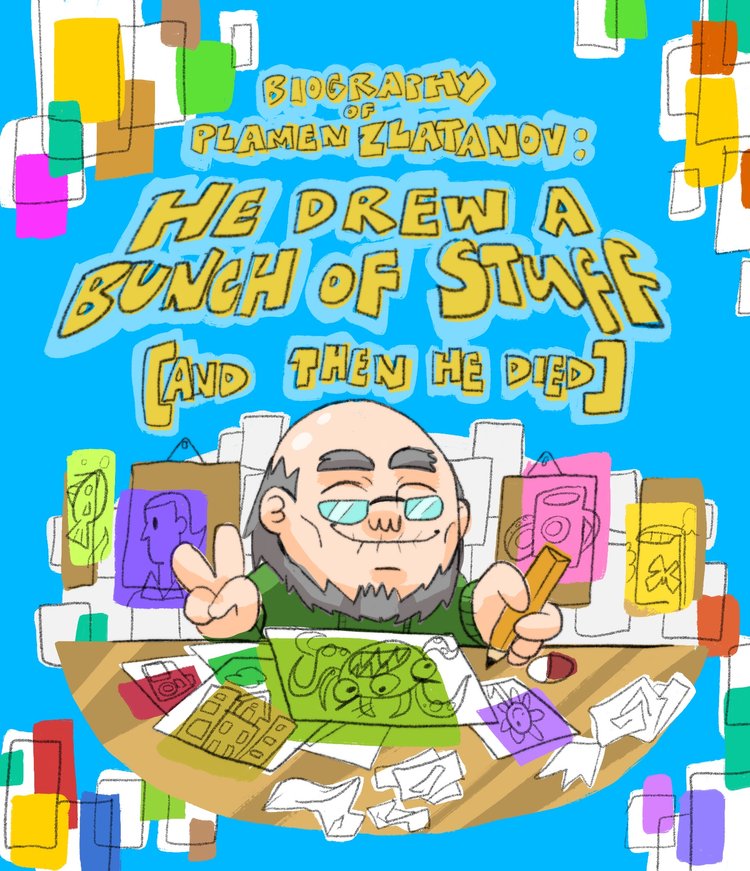 BIOGRAPHY
OF
PLAMEN ZLATANOV:
HE DREW A
BUNCH OF STUFF
[AND THEN HE DIED]